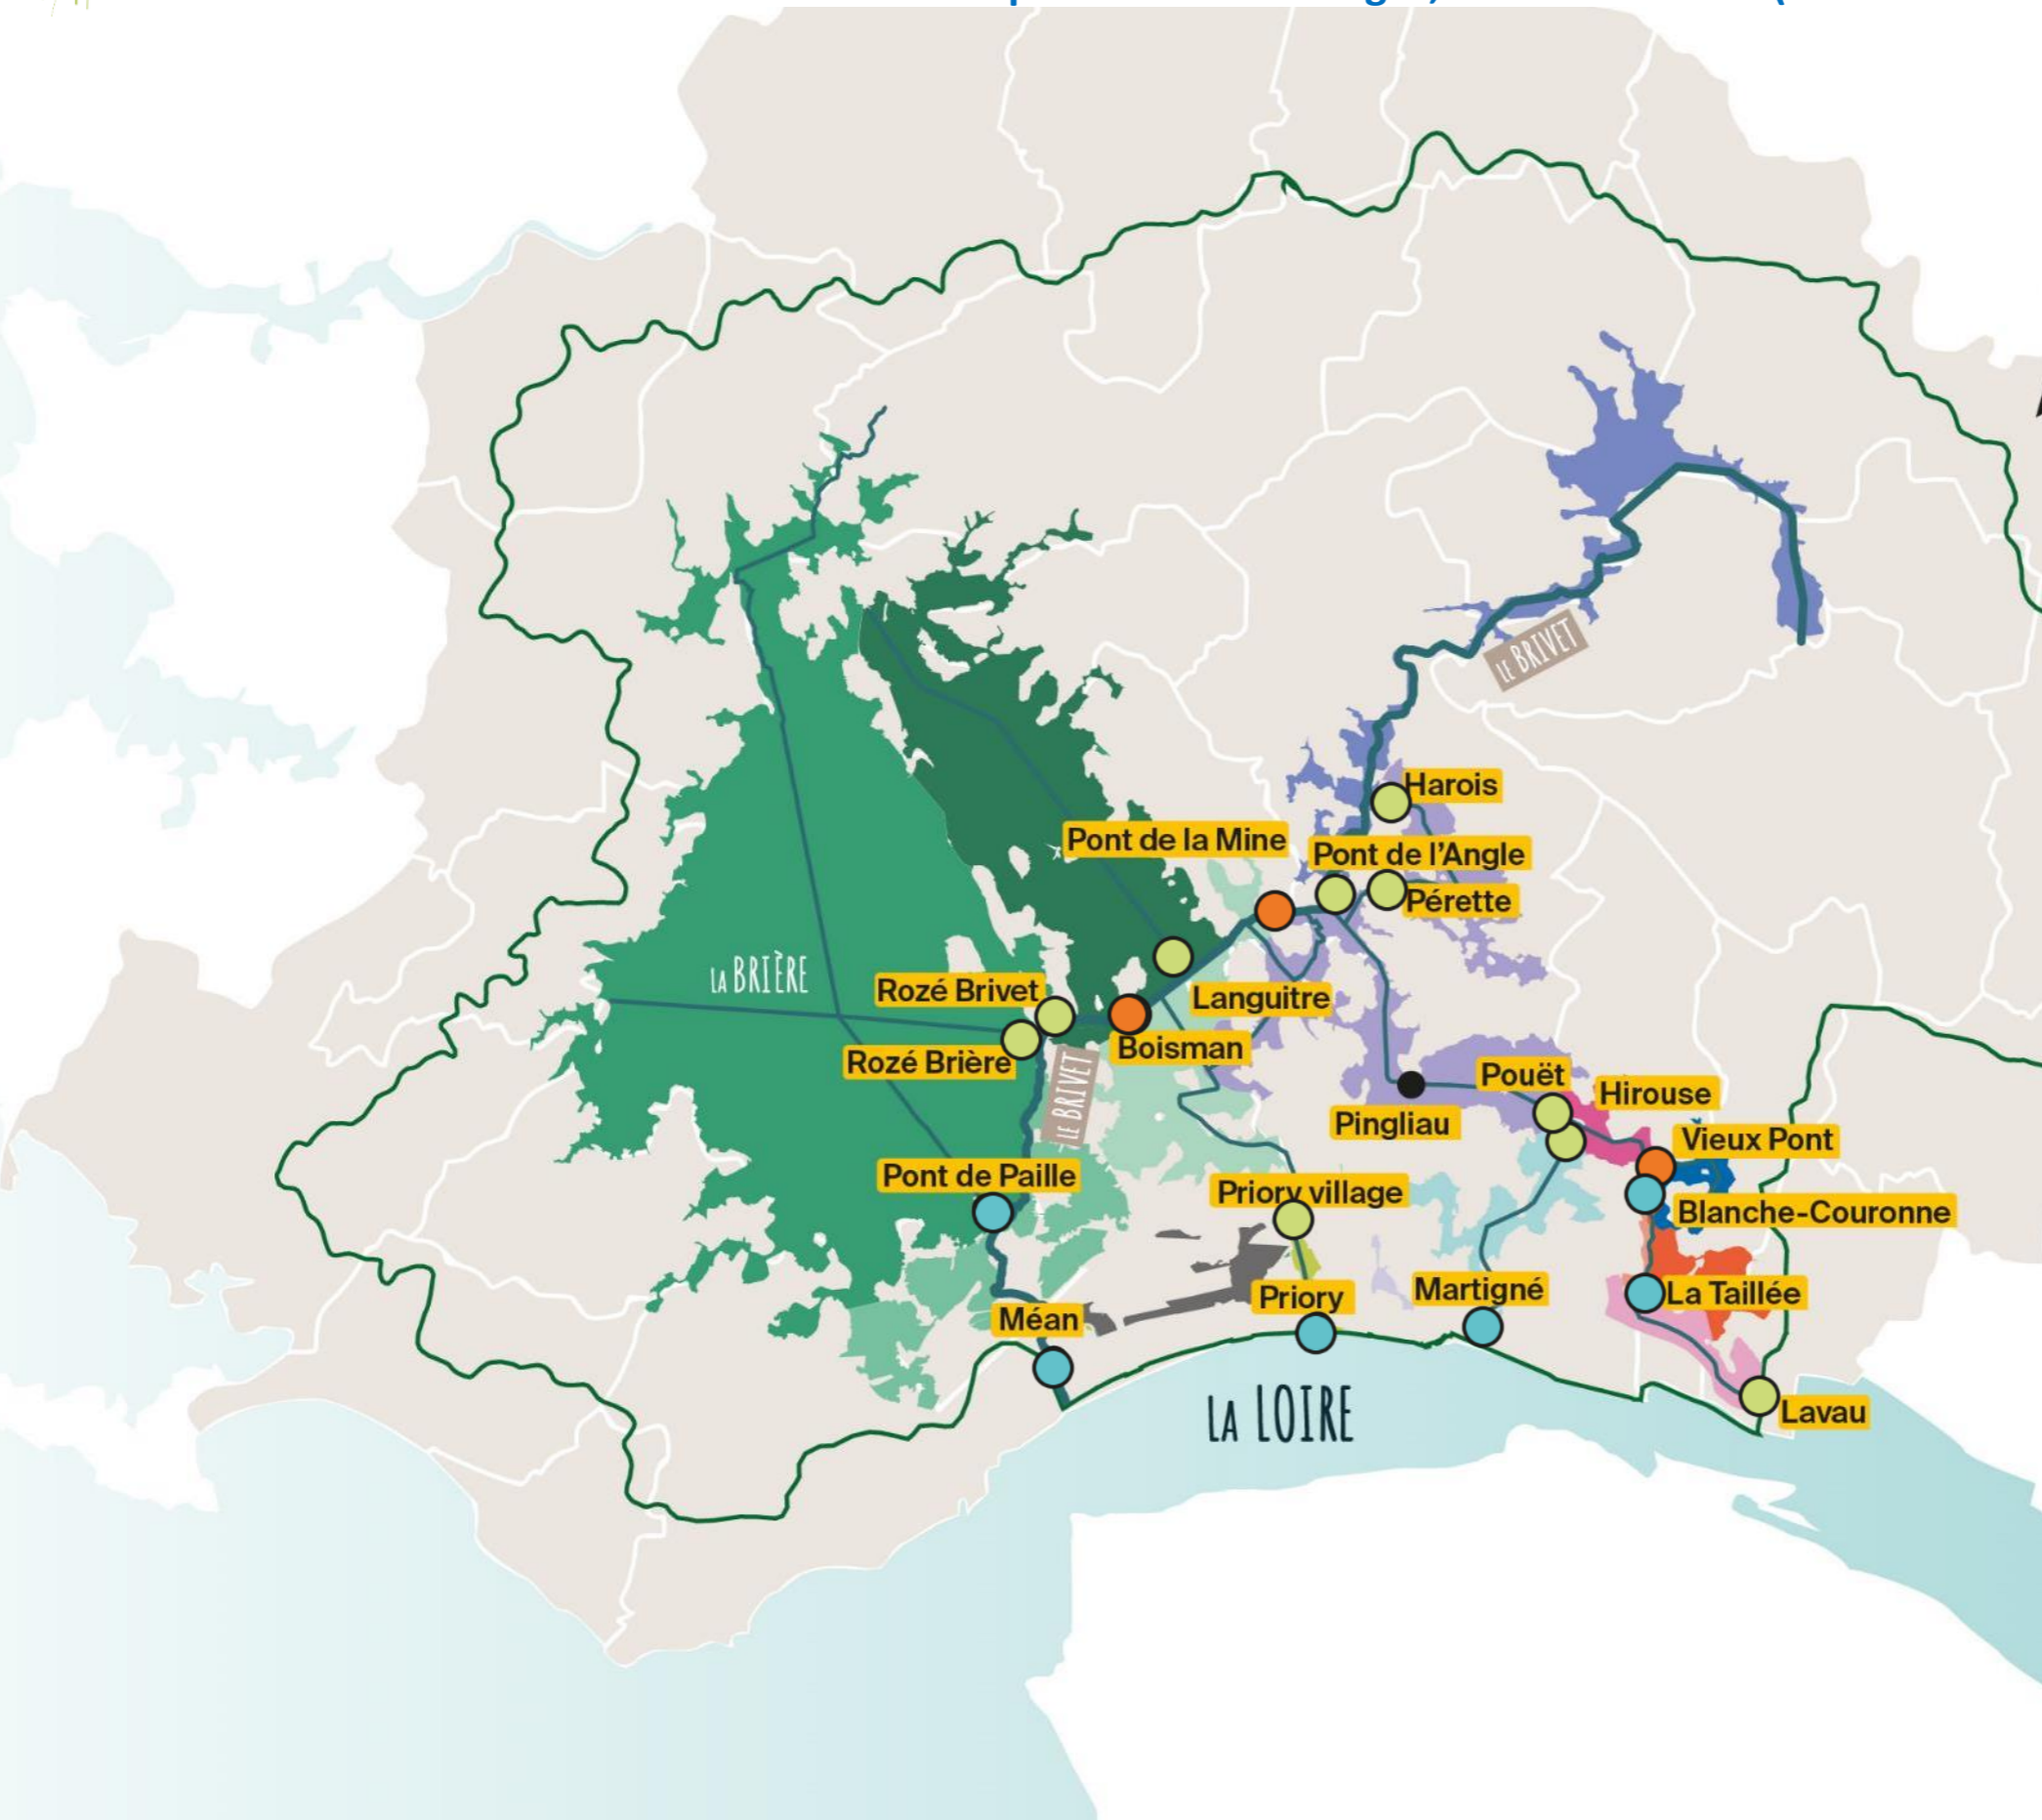 LE BRIVET
Harois
Pont de la Mine
Pont de l'Angle
Pérette
LA BRIÈRE
Rozé Brivet
Languitre
Boisman
Rozé Brière
LE BRIVET
Pouët
Hirouse
Pingliau
Vieux Pont
Pont de Paille
Priory village
Blanche-Couronne
Priory
Martigné
La Taillée
Méan
LA LOIRE
Lavau